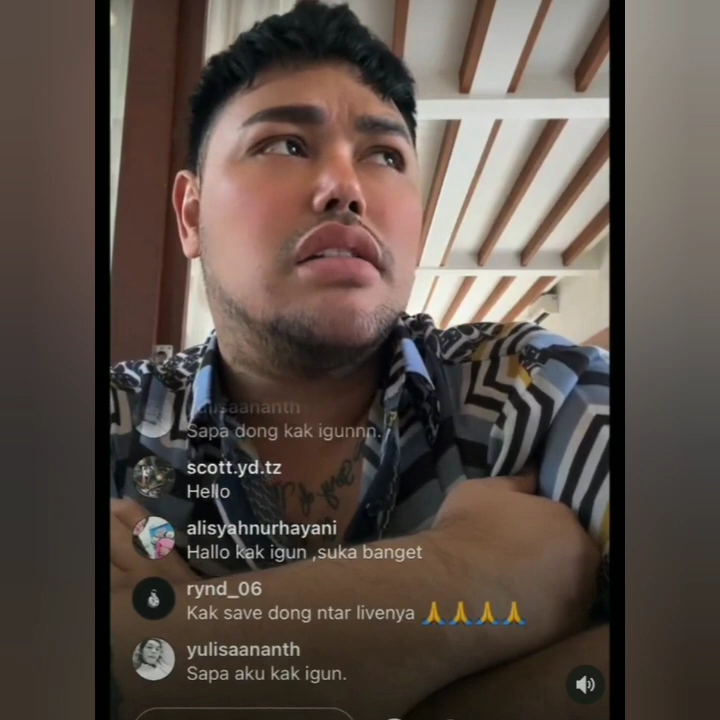 yulisaananth
Sapa dong kak igunnn.
scott.yd.tz
Hello
alisyahnurhayani
Hallo kak igun ,suka banget
rynd_06
Kak save dong ntar livenya 🙏🙏🙏🙏
yulisaananth
Sapa aku kak igun.